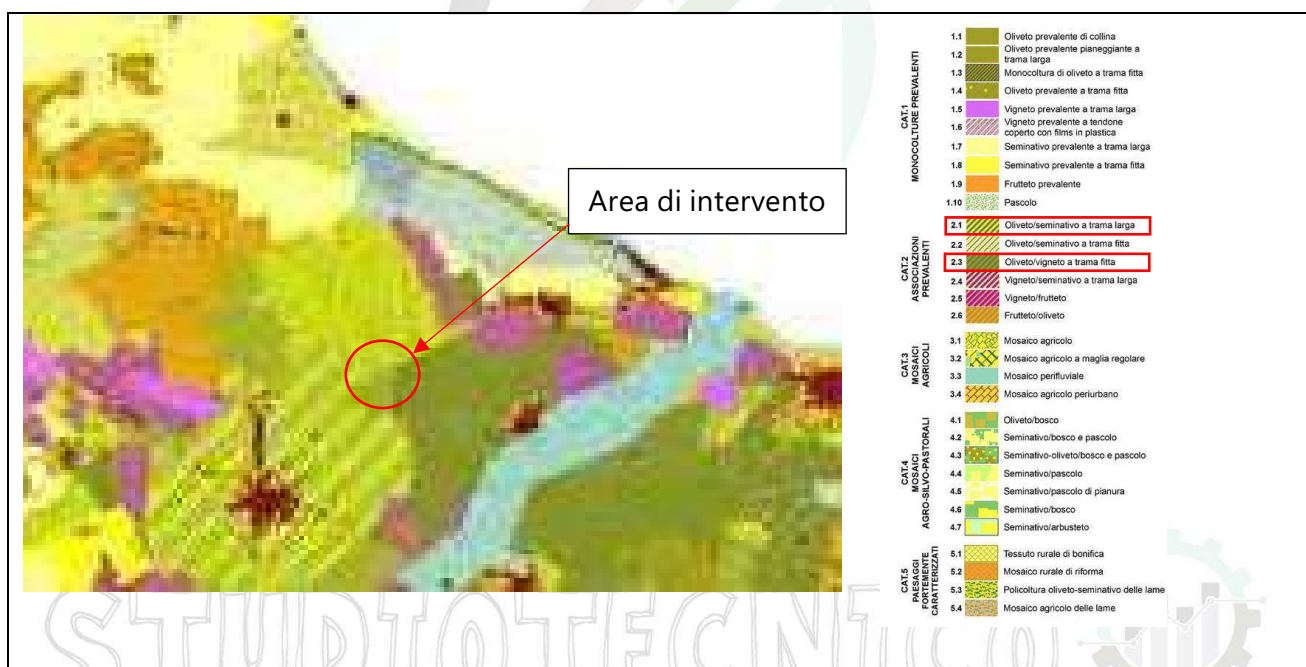 Area di intervento
CAT.1
MONOCOLTURE PREVALENTI
1.1 Oliveto prevalente di collina
1.2 Oliveto prevalente pianeggiante a
trama larga
1.3 Monocoltura di oliveto a trama fitta
1.4 Oliveto prevalente a trama fitta
1.5 Vigneto prevalente a trama larga
1.6 Vigneto prevalente a tendone
coperto con films in plastica
1.7 Seminativo prevalente a trama larga
1.8 Seminativo prevalente a trama fitta
1.9 Frutteto prevalente
1.10 Pascolo
CAT.2
ASSOCIAZIONI
PREVALENTI
2.1 Oliveto/seminativo a trama larga
2.2 Oliveto/seminativo a trama fitta
2.3 Oliveto/vigneto a trama fitta
2.4 Vigneto/seminativo a trama larga
2.5 Vigneto/frutteto
2.6 Frutteto/oliveto
CAT.3
MOSAICI
AGRICOLI
3.1 Mosaico agricolo
3.2 Mosaico agricolo a maglia regolare
3.3 Mosaico perifluviale
3.4 Mosaico agricolo periurbano
CAT.4
MOSAICI
AGRO-SILVO-PASTORALI
4.1 Oliveto/bosco
4.2 Seminativo/bosco e pascolo
4.3 Seminativo-oliveto/bosco e pascolo
4.4 Seminativo/pascolo
4.5 Seminativo/pascolo di pianura
4.6 Seminativo/bosco
4.7 Seminativo/arbusteto
CAT.5
PAESAGGI
FORTEMENTE
CARATTERIZZATI
5.1 Tessuto rurale di bonifica
5.2 Mosaico rurale di riforma
5.3 Policoltura oliveto-seminativo delle lame
5.4 Mosaico agricolo delle lame
STUDIOTECNICO